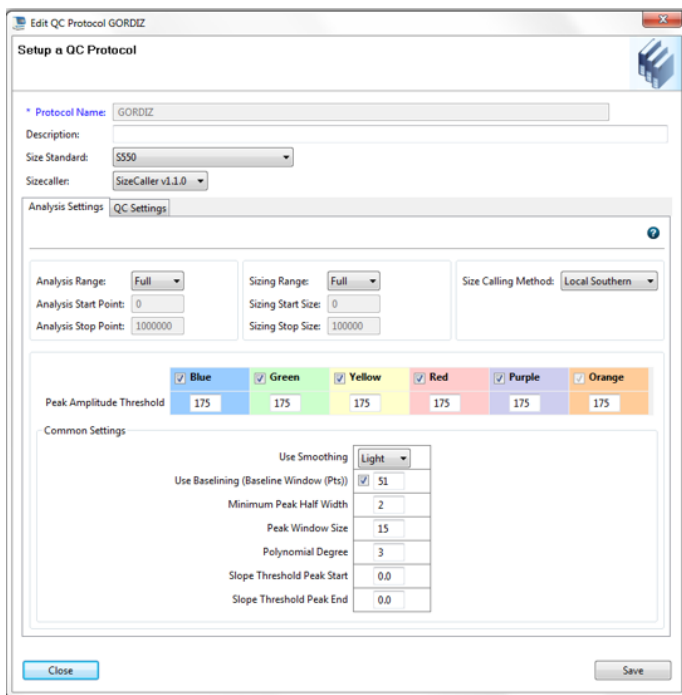 Edit QC Protocol GORDIZ
Setup a QC Protocol
* Protocol Name: GORDIZ
Description:
Size Standard: S550
Sizecaller: SizeCaller v1.1.0
Analysis Settings QC Settings
Analysis Range: Full Sizing Range: Full Size Calling Method: Local Southern
Analysis Start Point: 0 Sizing Start Size: 0
Analysis Stop Point: 1000000 Sizing Stop Size: 100000
Blue Green Yellow Red Purple Orange
Peak Amplitude Threshold 175 175 175 175 175 175
Common Settings
Use Smoothing Light
Use Baselining (Baseline Window (Pts)) 51
Minimum Peak Half Width 2
Peak Window Size 15
Polynomial Degree 3
Slope Threshold Peak Start 0.0
Slope Threshold Peak End 0.0
Close Save